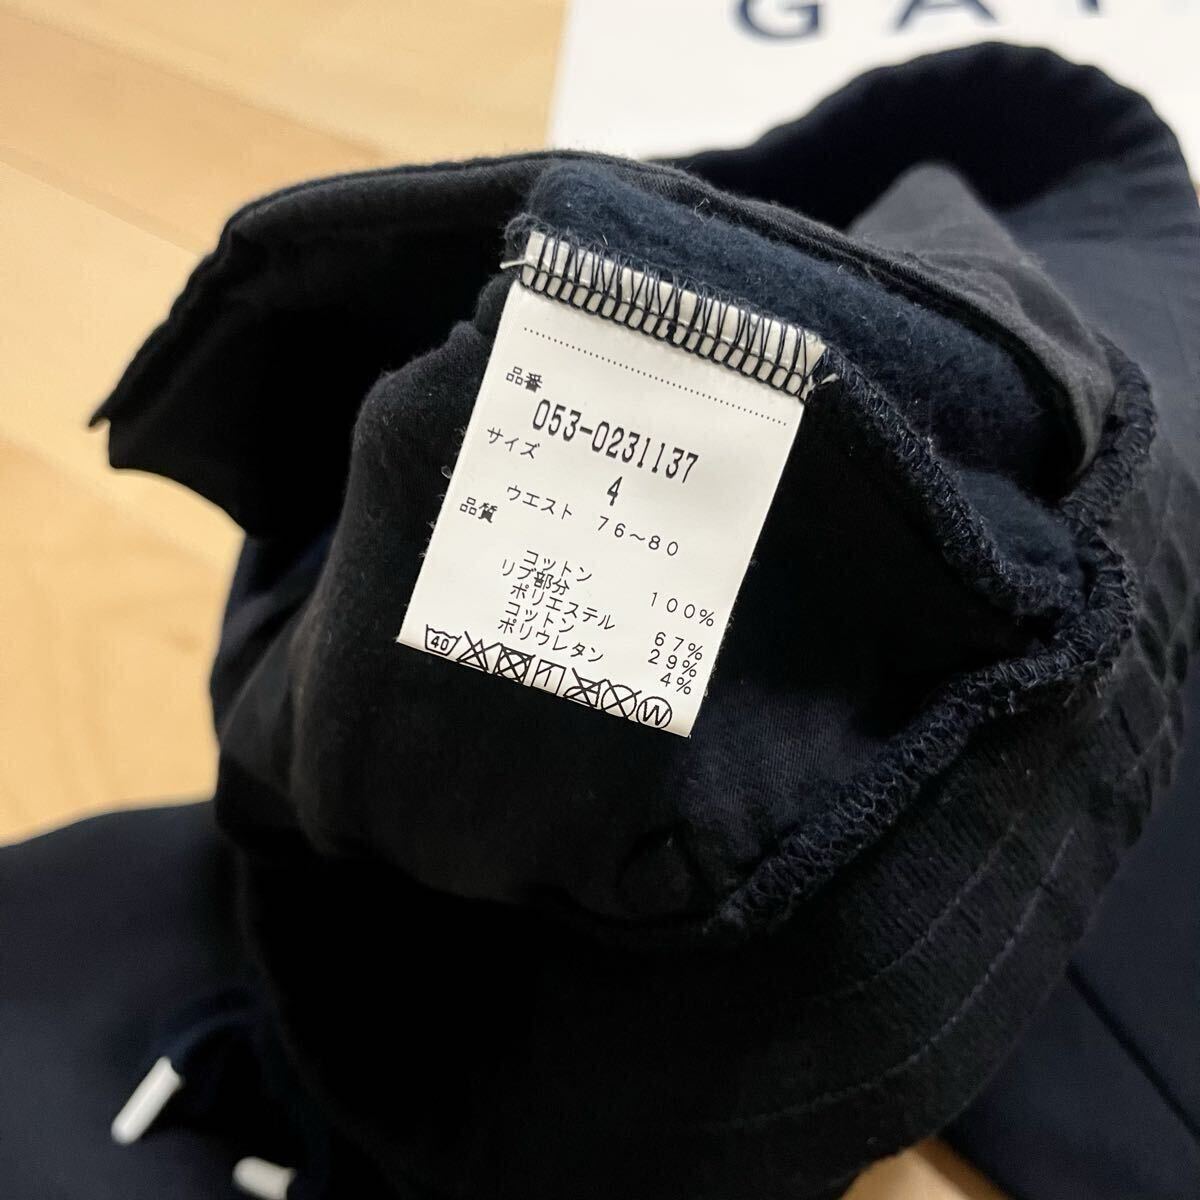 GAY
品番
053-0231137
サイズ
4
ウエスト 76～80
品質
コットン 100%
リブ部分
ポリエステル 67%
コットン 29%
ポリウレタン 4%
40
W